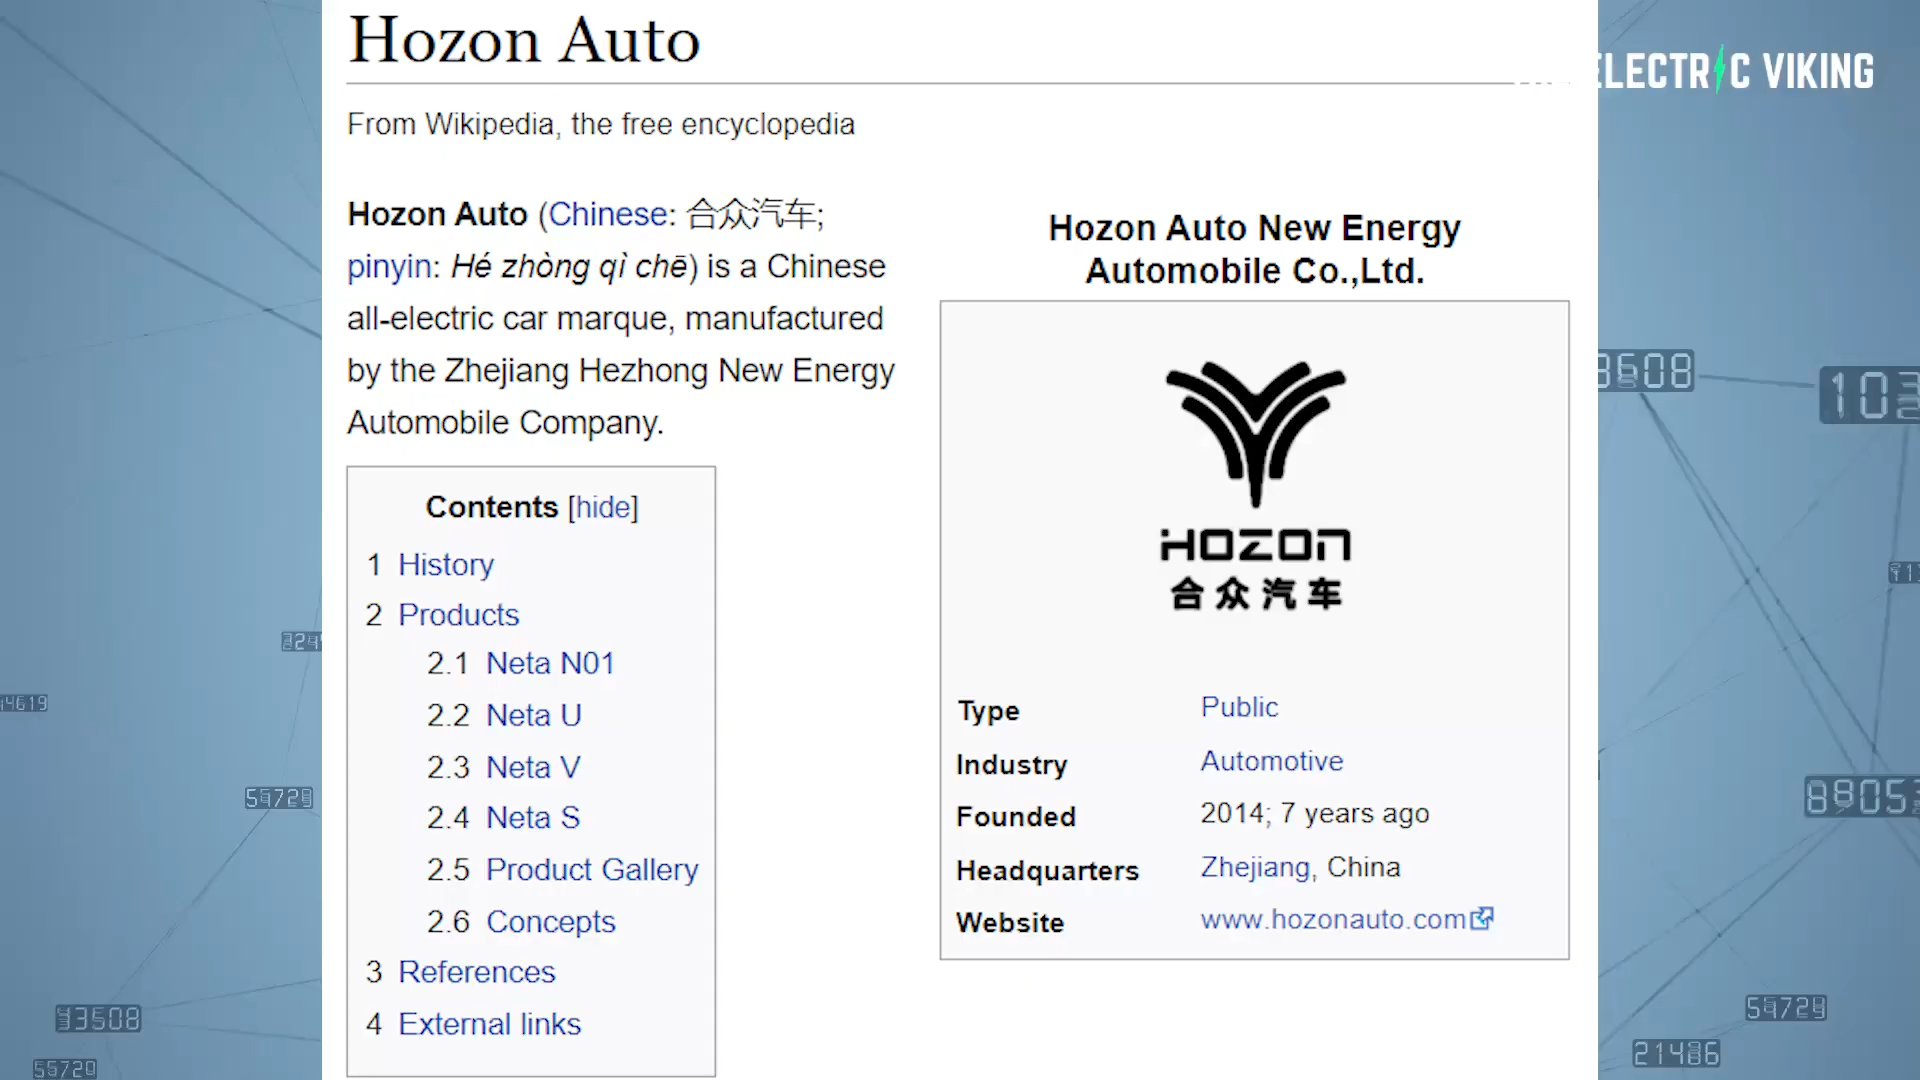 Hozon Auto
ELECTRIC VIKING
From Wikipedia, the free encyclopedia
Hozon Auto (Chinese: 合众汽车;
pinyin: Hé zhòng qì chē) is a Chinese
all-electric car marque, manufactured
by the Zhejiang Hezhong New Energy
Automobile Company.
Contents [hide]
1 History
2 Products
2.1 Neta N01
2.2 Neta U
2.3 Neta V
2.4 Neta S
2.5 Product Gallery
2.6 Concepts
3 References
4 External links
Hozon Auto New Energy
Automobile Co.,Ltd.
HOZON
合众汽车
Type Public
Industry Automotive
Founded 2014; 7 years ago
Headquarters Zhejiang, China
Website www.hozonauto.com